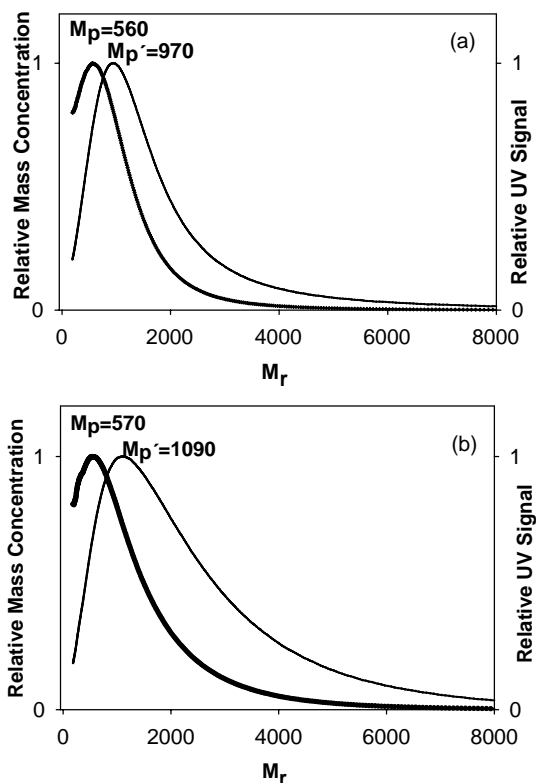 Mp=560
Mp´=970
(a)
Relative Mass Concentration
Relative UV Signal
1
0
1
0
0
2000
4000
6000
8000
Mr
Mp=570
Mp´=1090
(b)
Relative Mass Concentration
Relative UV Signal
1
0
1
0
0
2000
4000
6000
8000
Mr